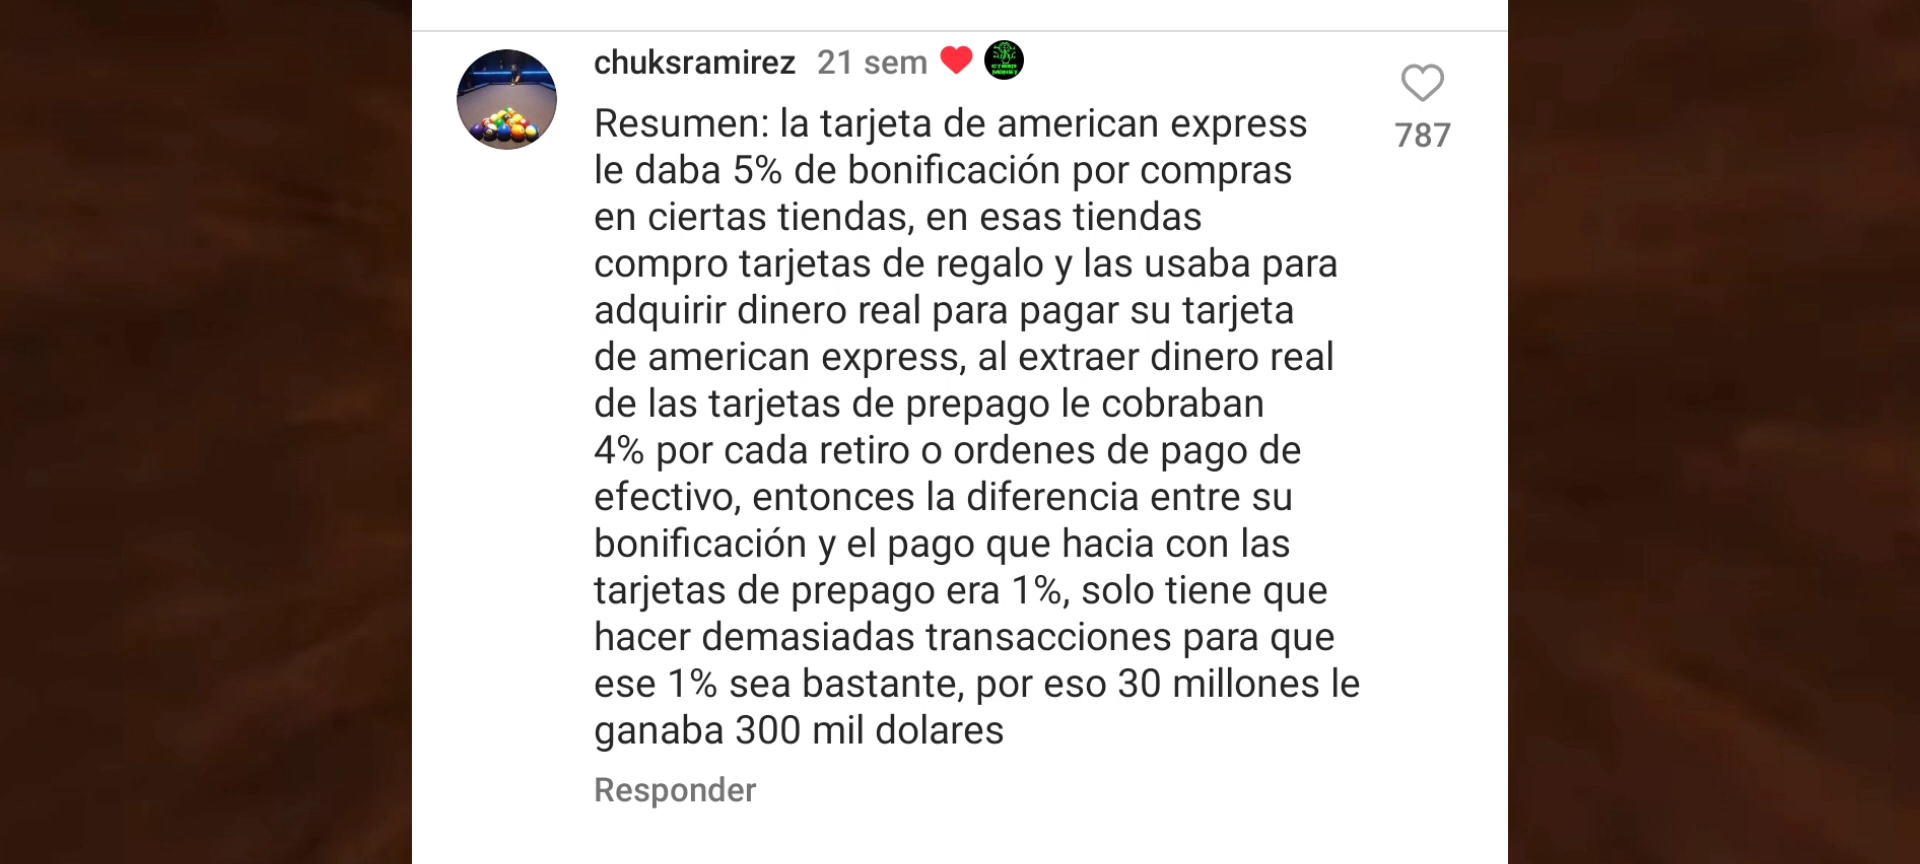 chuksramirez 21 sem
787
Resumen: la tarjeta de american express
le daba 5% de bonificación por compras
en ciertas tiendas, en esas tiendas
compro tarjetas de regalo y las usaba para
adquirir dinero real para pagar su tarjeta
de american express, al extraer dinero real
de las tarjetas de prepago le cobraban
4% por cada retiro o ordenes de pago de
efectivo, entonces la diferencia entre su
bonificación y el pago que hacia con las
tarjetas de prepago era 1%, solo tiene que
hacer demasiadas transacciones para que
ese 1% sea bastante, por eso 30 millones le
ganaba 300 mil dolares
Responder